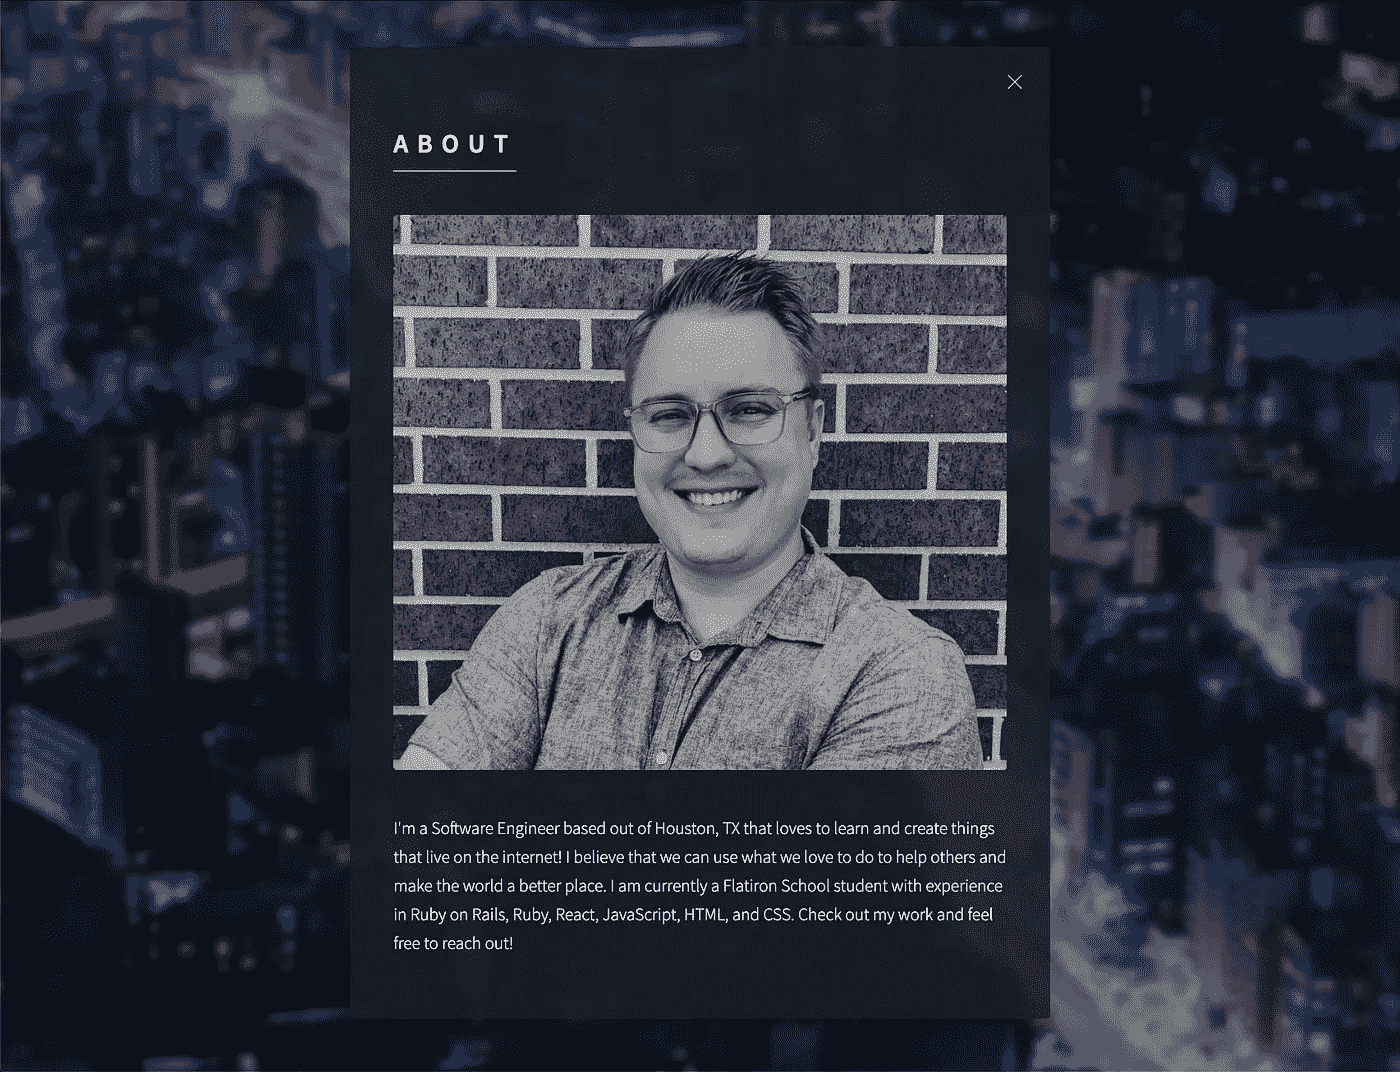 ABOUT
I'm a Software Engineer based out of Houston, TX that loves to learn and create things
that live on the internet! I believe that we can use what we love to do to help others and
make the world a better place. I am currently a Flatiron School student with experience
in Ruby on Rails, Ruby, React, JavaScript, HTML, and CSS. Check out my work and feel
free to reach out!